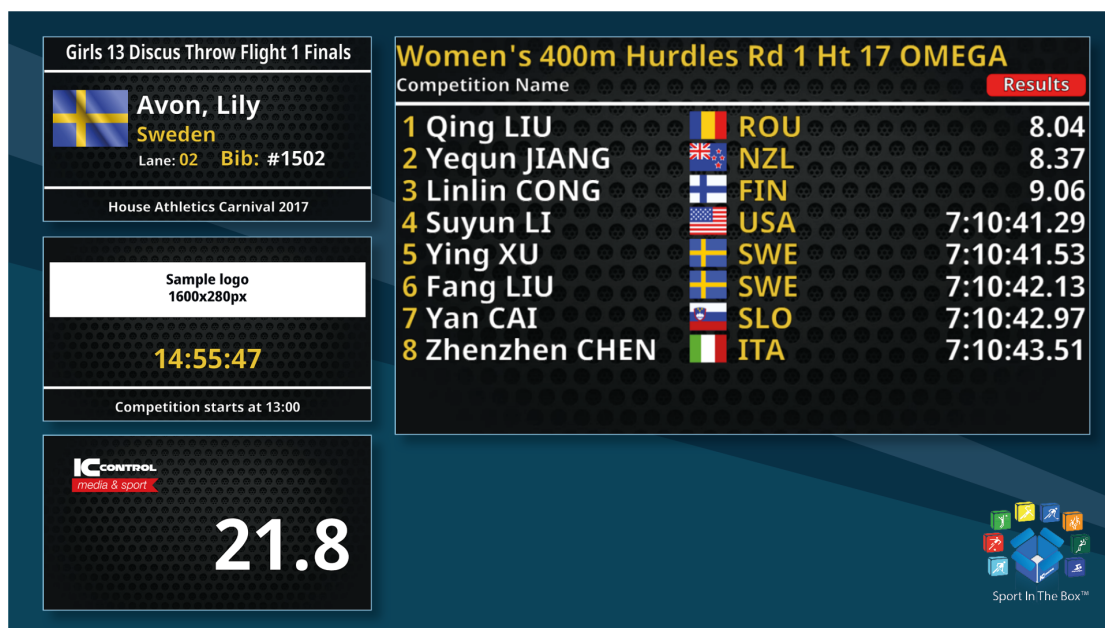 Girls 13 Discus Throw Flight 1 Finals
Avon, Lily
Sweden
Lane: 02 Bib: #1502
House Athletics Carnival 2017
Sample logo
1600x280px
14:55:47
Competition starts at 13:00
IC CONTROL
media & sport
21.8
Women's 400m Hurdles Rd 1 Ht 17 OMEGA
Competition Name Results
1 Qing LIU ROU 8.04
2 Yequn JIANG NZL 8.37
3 Linlin CONG FIN 9.06
4 Suyun LI USA 7:10:41.29
5 Ying XU SWE 7:10:41.53
6 Fang LIU SWE 7:10:42.13
7 Yan CAI SLO 7:10:42.97
8 Zhenzhen CHEN ITA 7:10:43.51
Sport In The Box™